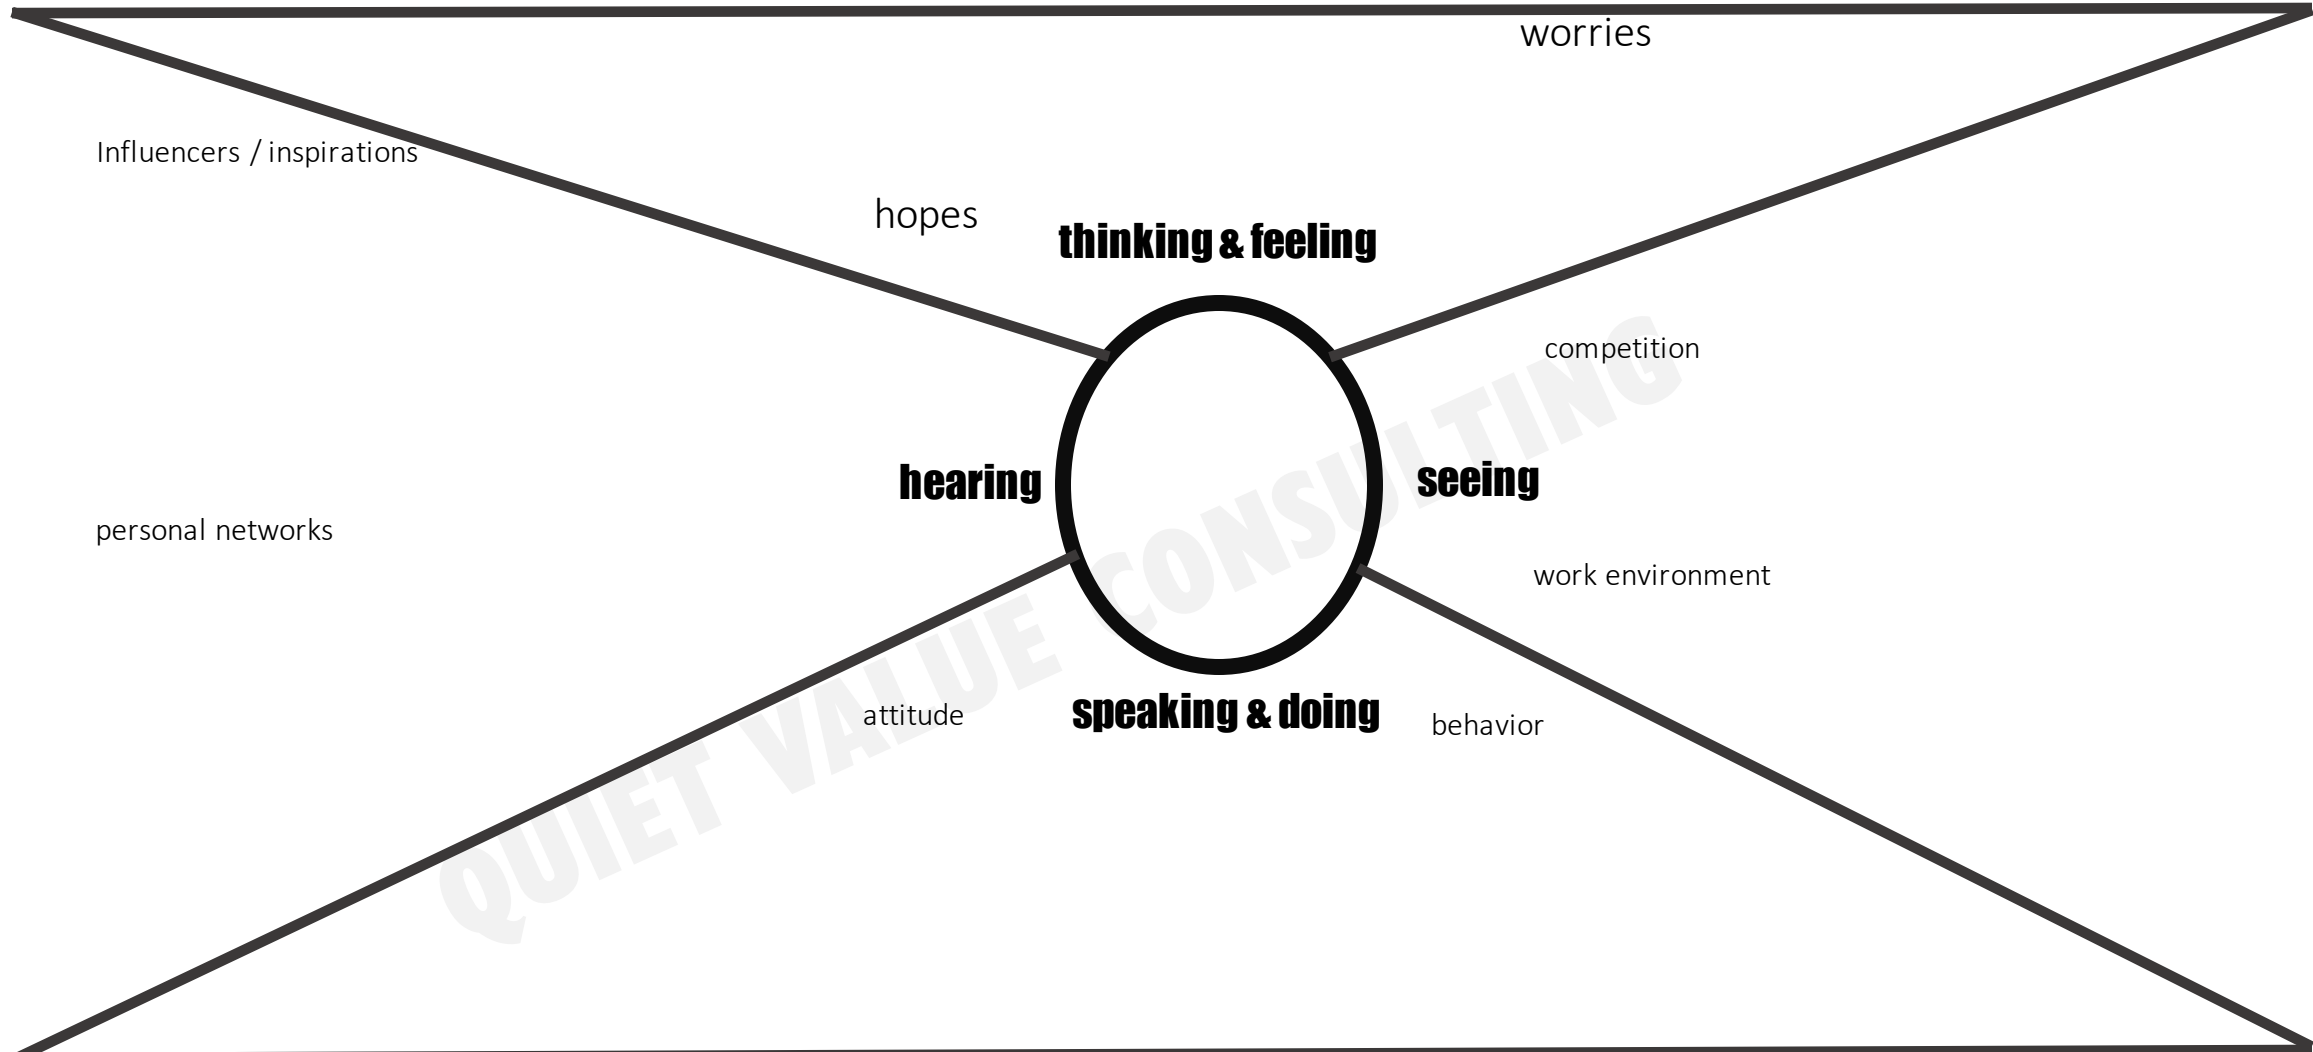 worries
Influencers / inspirations
hopes
thinking & feeling
competition
hearing
seeing
personal networks
work environment
attitude
speaking & doing
behavior
QUIET VALUE CONSULTING